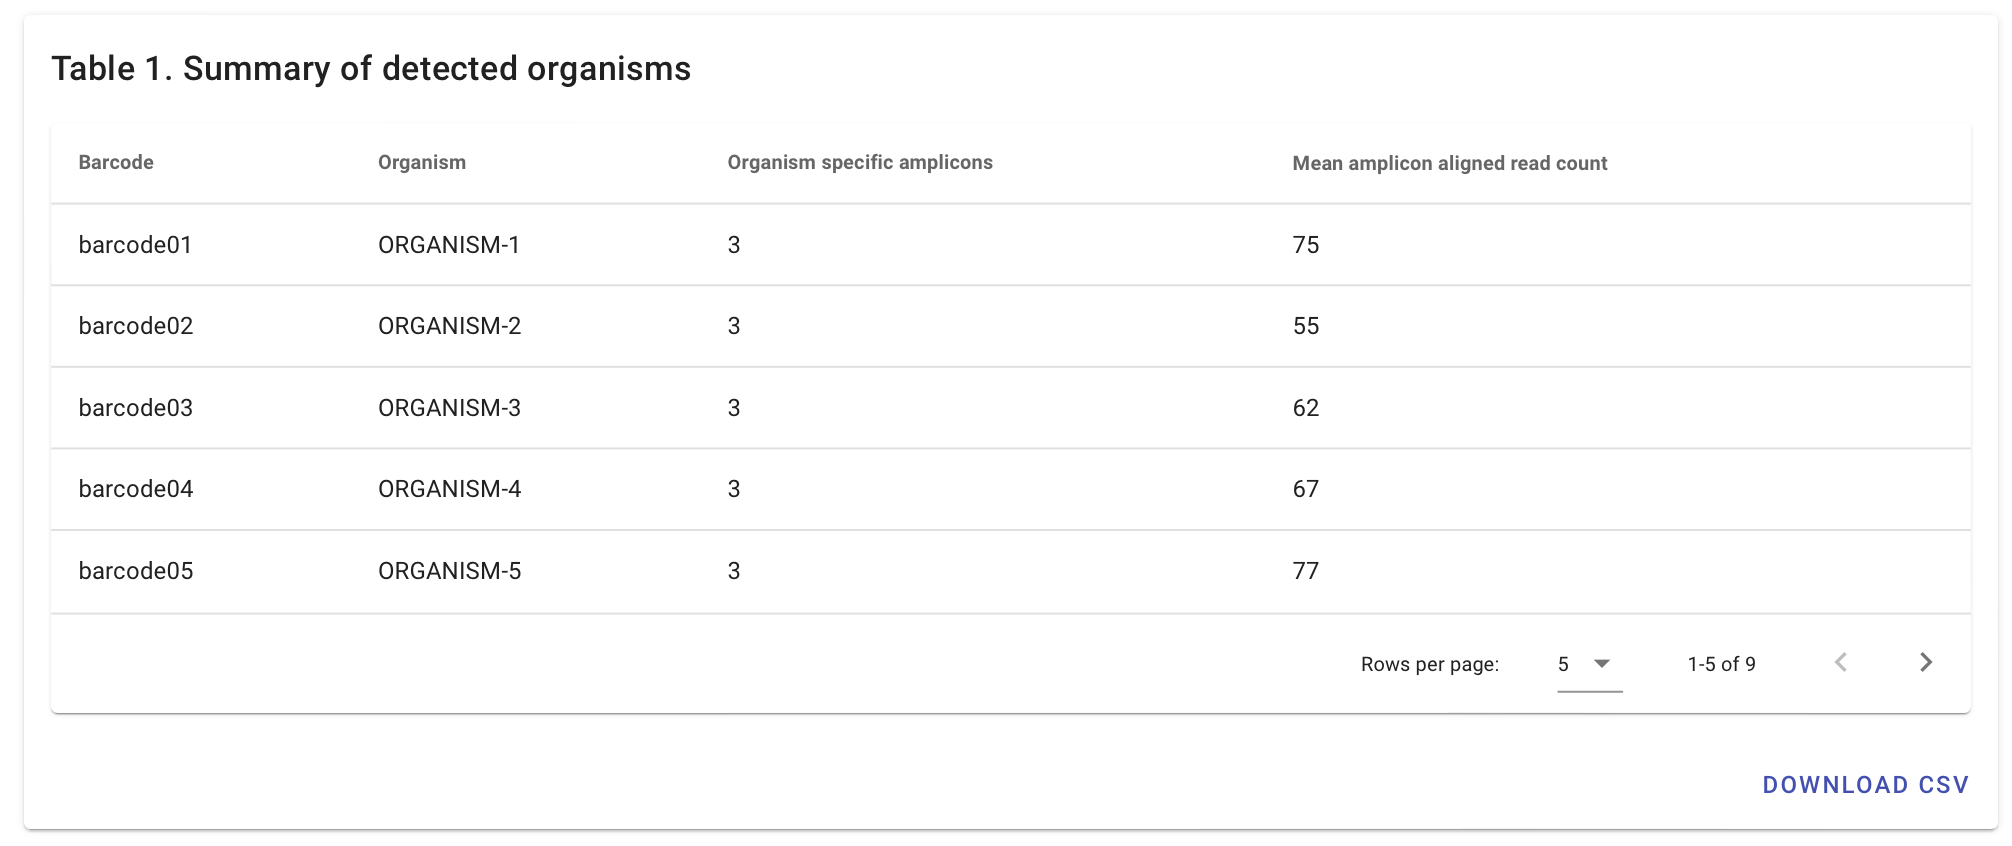 Table 1. Summary of detected organisms
Barcode Organism Organism specific amplicons Mean amplicon aligned read count
barcode01 ORGANISM-1 3 75
barcode02 ORGANISM-2 3 55
barcode03 ORGANISM-3 3 62
barcode04 ORGANISM-4 3 67
barcode05 ORGANISM-5 3 77
Rows per page: 5 1-5 of 9
DOWNLOAD CSV